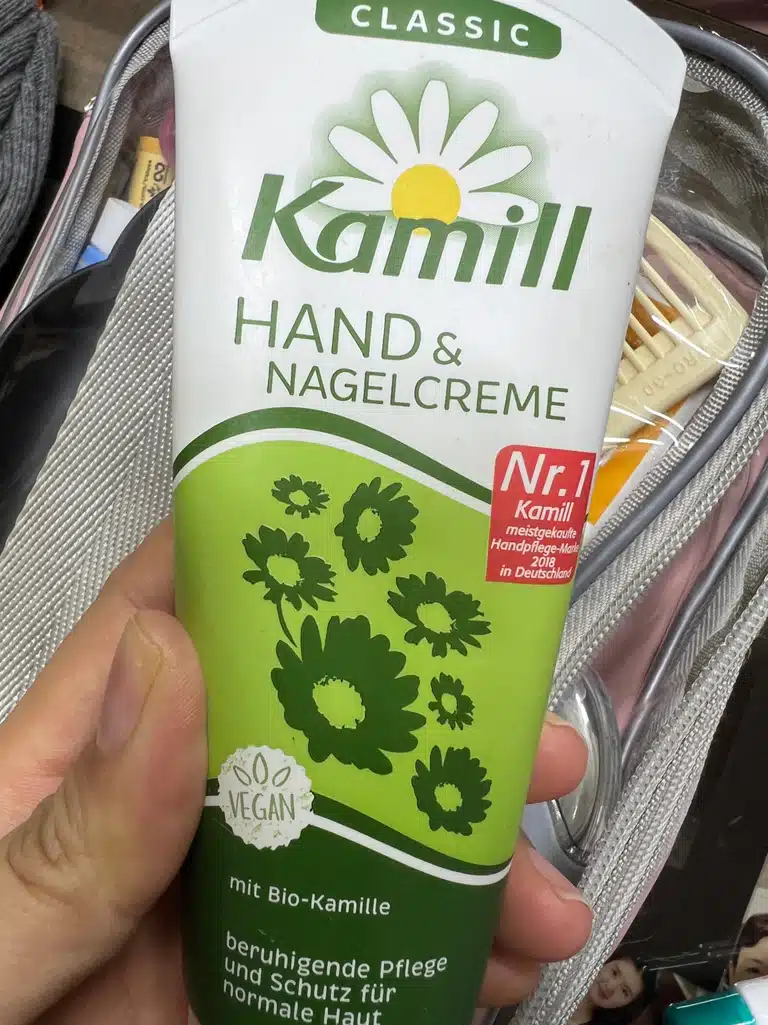 CLASSIC
Kamill
HAND &
NAGELCREME
Nr.1
Kamill
meistgekaufte
Handpflege-Marke
2018
in Deutschland
VEGAN
mit Bio-Kamille
beruhigende Pflege
und Schutz für
normale Haut